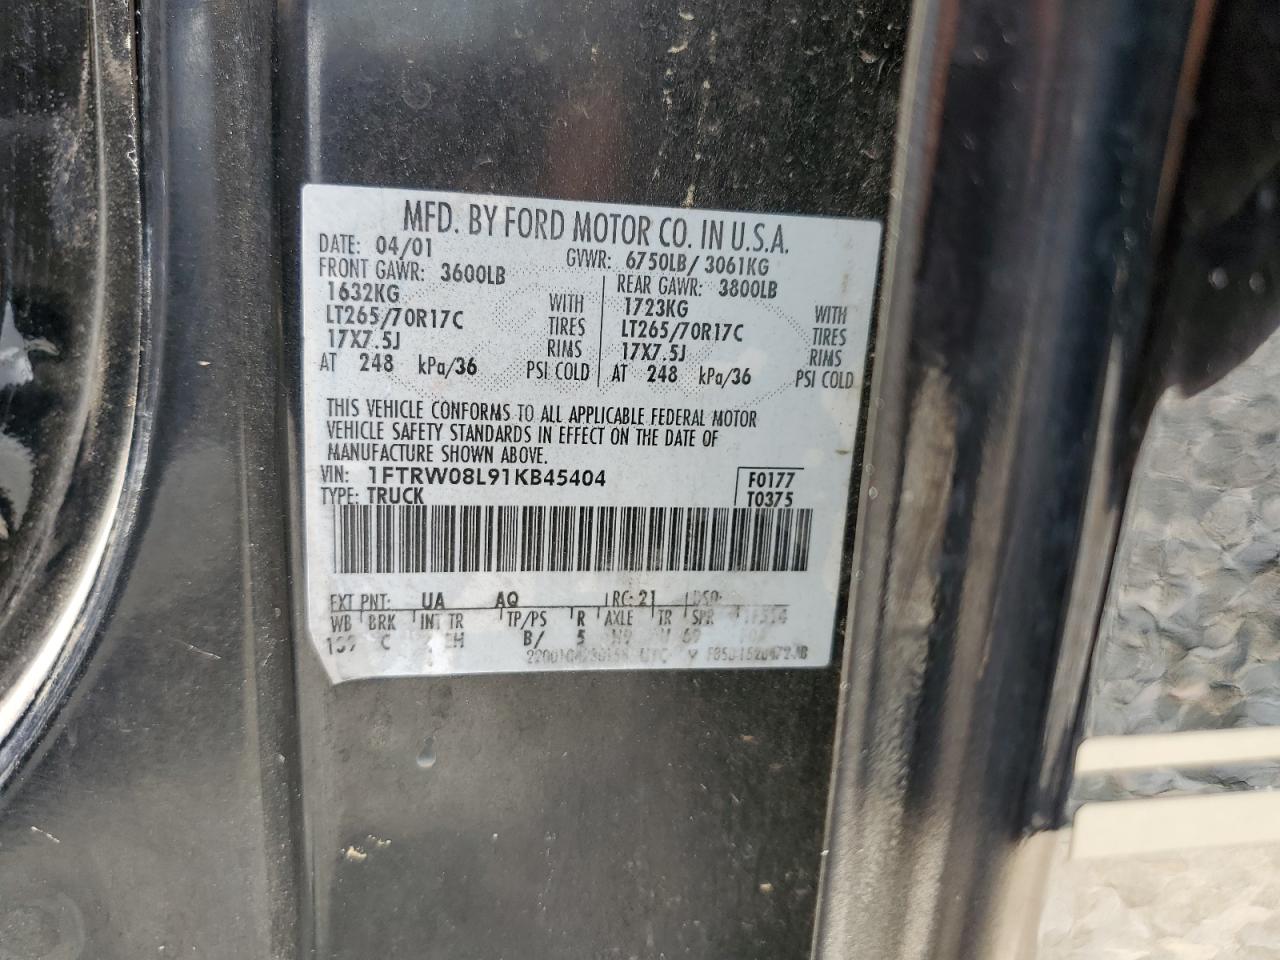 MFD. BY FORD MOTOR CO. IN U.S.A.
DATE: 04/01 GVWR: 6750LB/ 3061KG
FRONT GAWR: 3600LB REAR GAWR: 3800LB
1632KG WITH 1723KG WITH
LT265/70R17C TIRES LT265/70R17C TIRES
17X7.5J RIMS 17X7.5J RIMS
AT 248 kPa/36 PSI COLD AT 248 kPa/36 PSI COLD
THIS VEHICLE CONFORMS TO ALL APPLICABLE FEDERAL MOTOR
VEHICLE SAFETY STANDARDS IN EFFECT ON THE DATE OF
MANUFACTURE SHOWN ABOVE.
VIN: 1FTRW08L91KB45404 F0177
TYPE: TRUCK T0375
EXT PNT: UA AQ RC: 21 DSO:
WB BRK INT TR TP/PS R AXLE TR SPR
C B/ 5